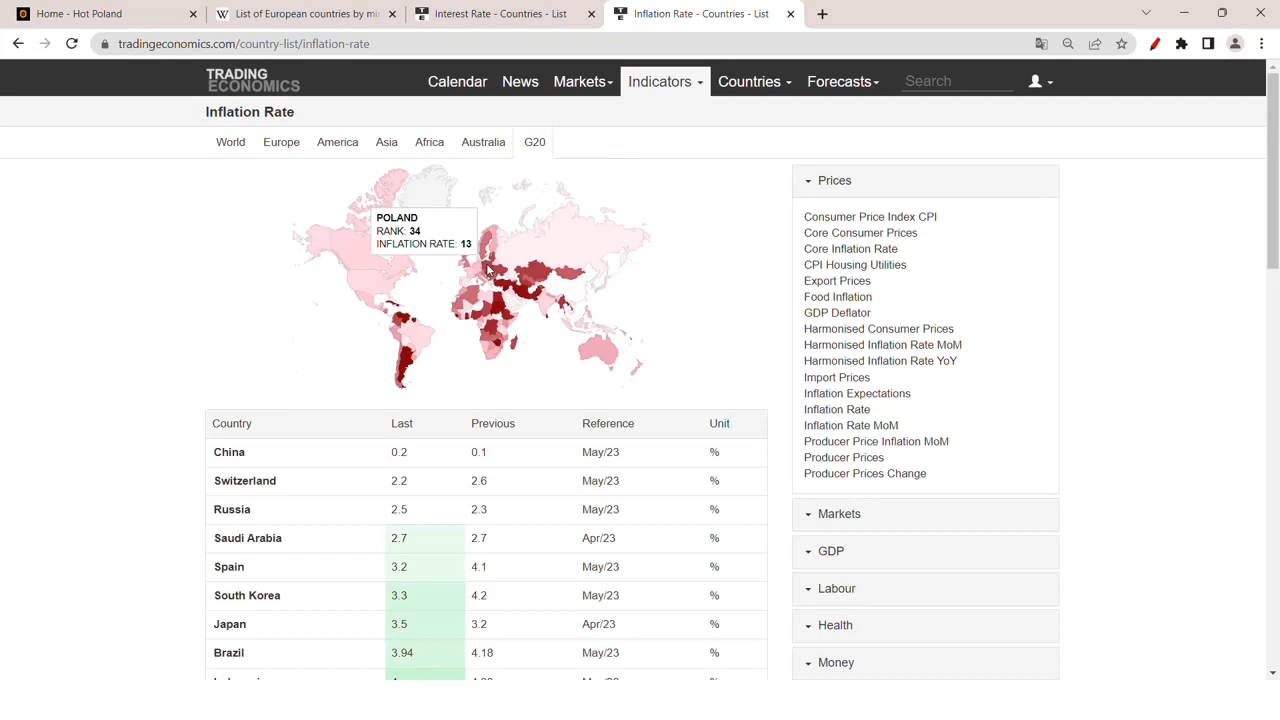 Home - Hot Poland
List of European countries by mi
Interest Rate - Countries - List
Inflation Rate - Countries - List
tradingeconomics.com/country-list/inflation-rate
TRADING
ECONOMICS
Calendar News Markets Indicators Countries Forecasts Search
Inflation Rate
World Europe America Asia Africa Australia G20
POLAND
RANK: 34
INFLATION RATE: 13
Country Last Previous Reference Unit
China 0.2 0.1 May/23 %
Switzerland 2.2 2.6 May/23 %
Russia 2.5 2.3 May/23 %
Saudi Arabia 2.7 2.7 Apr/23 %
Spain 3.2 4.1 May/23 %
South Korea 3.3 4.2 May/23 %
Japan 3.5 3.2 Apr/23 %
Brazil 3.94 4.18 May/23 %
Prices
Consumer Price Index CPI
Core Consumer Prices
Core Inflation Rate
CPI Housing Utilities
Export Prices
Food Inflation
GDP Deflator
Harmonised Consumer Prices
Harmonised Inflation Rate MoM
Harmonised Inflation Rate YoY
Import Prices
Inflation Expectations
Inflation Rate
Inflation Rate MoM
Producer Price Inflation MoM
Producer Prices
Producer Prices Change
Markets
GDP
Labour
Health
Money